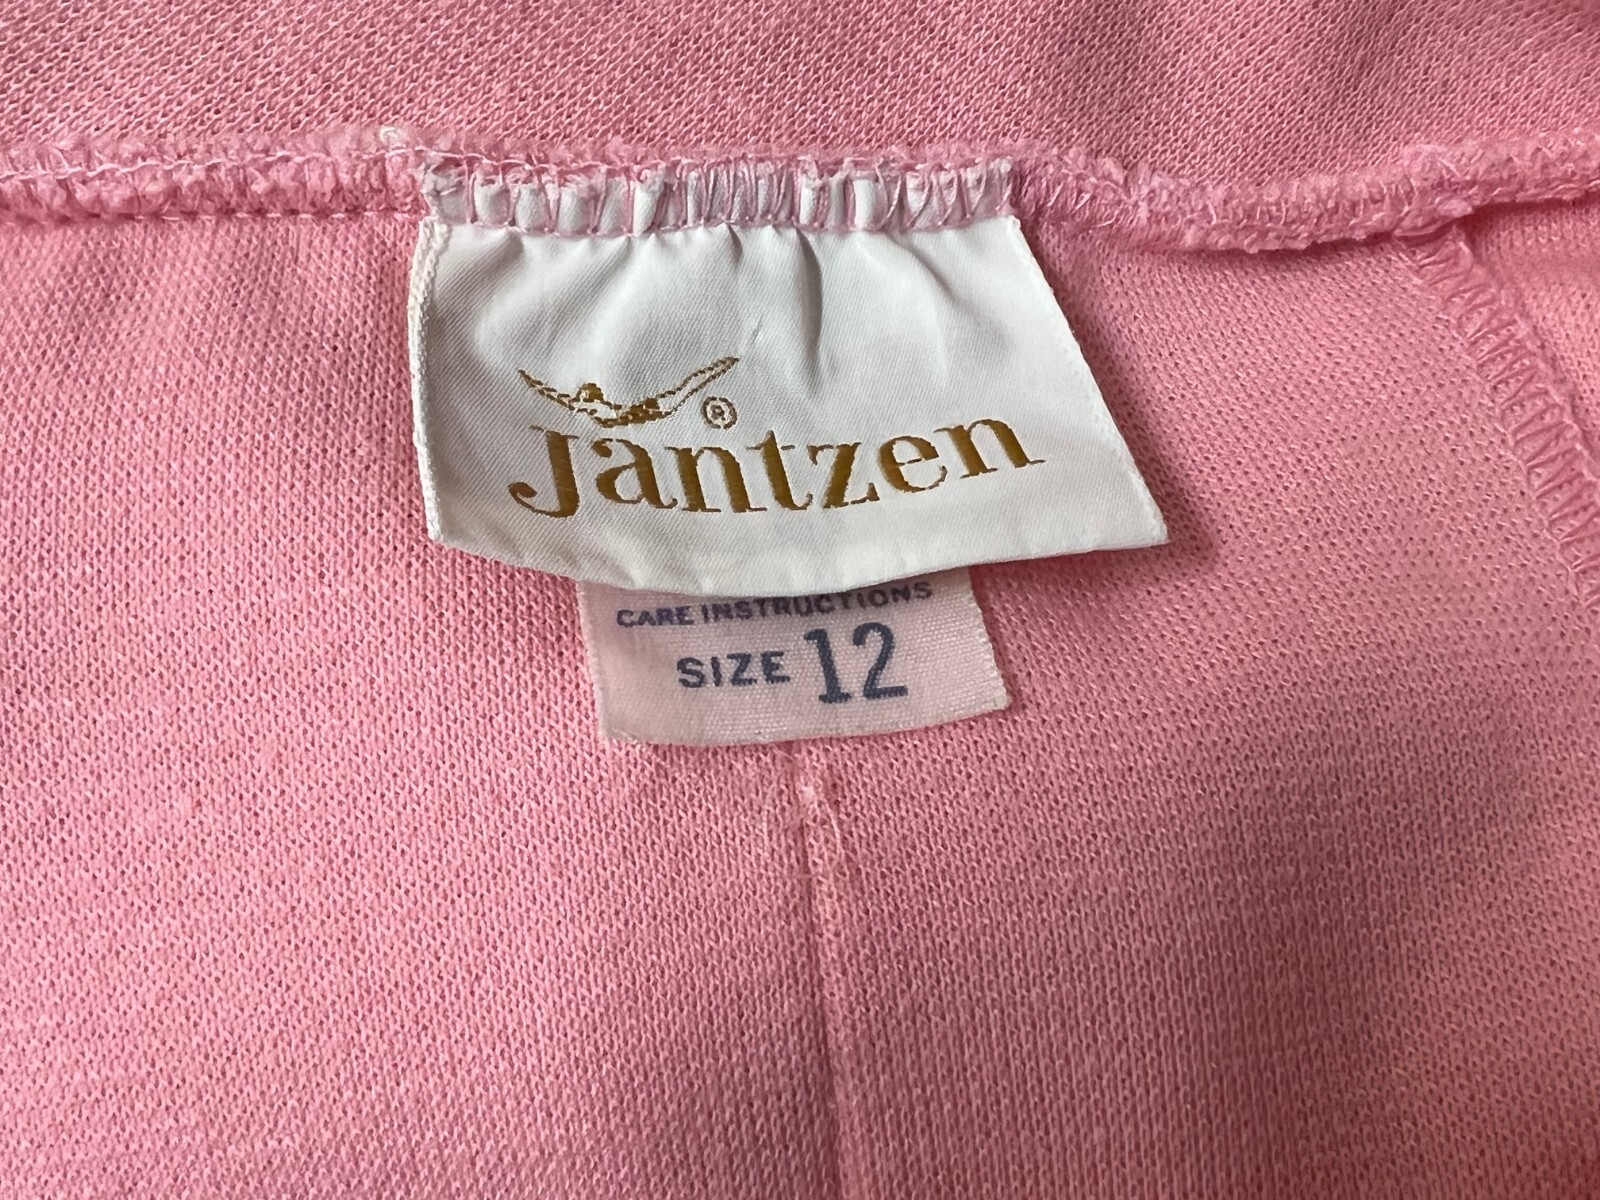 ®
Jantzen
CARE INSTRUCTIONS
SIZE 12